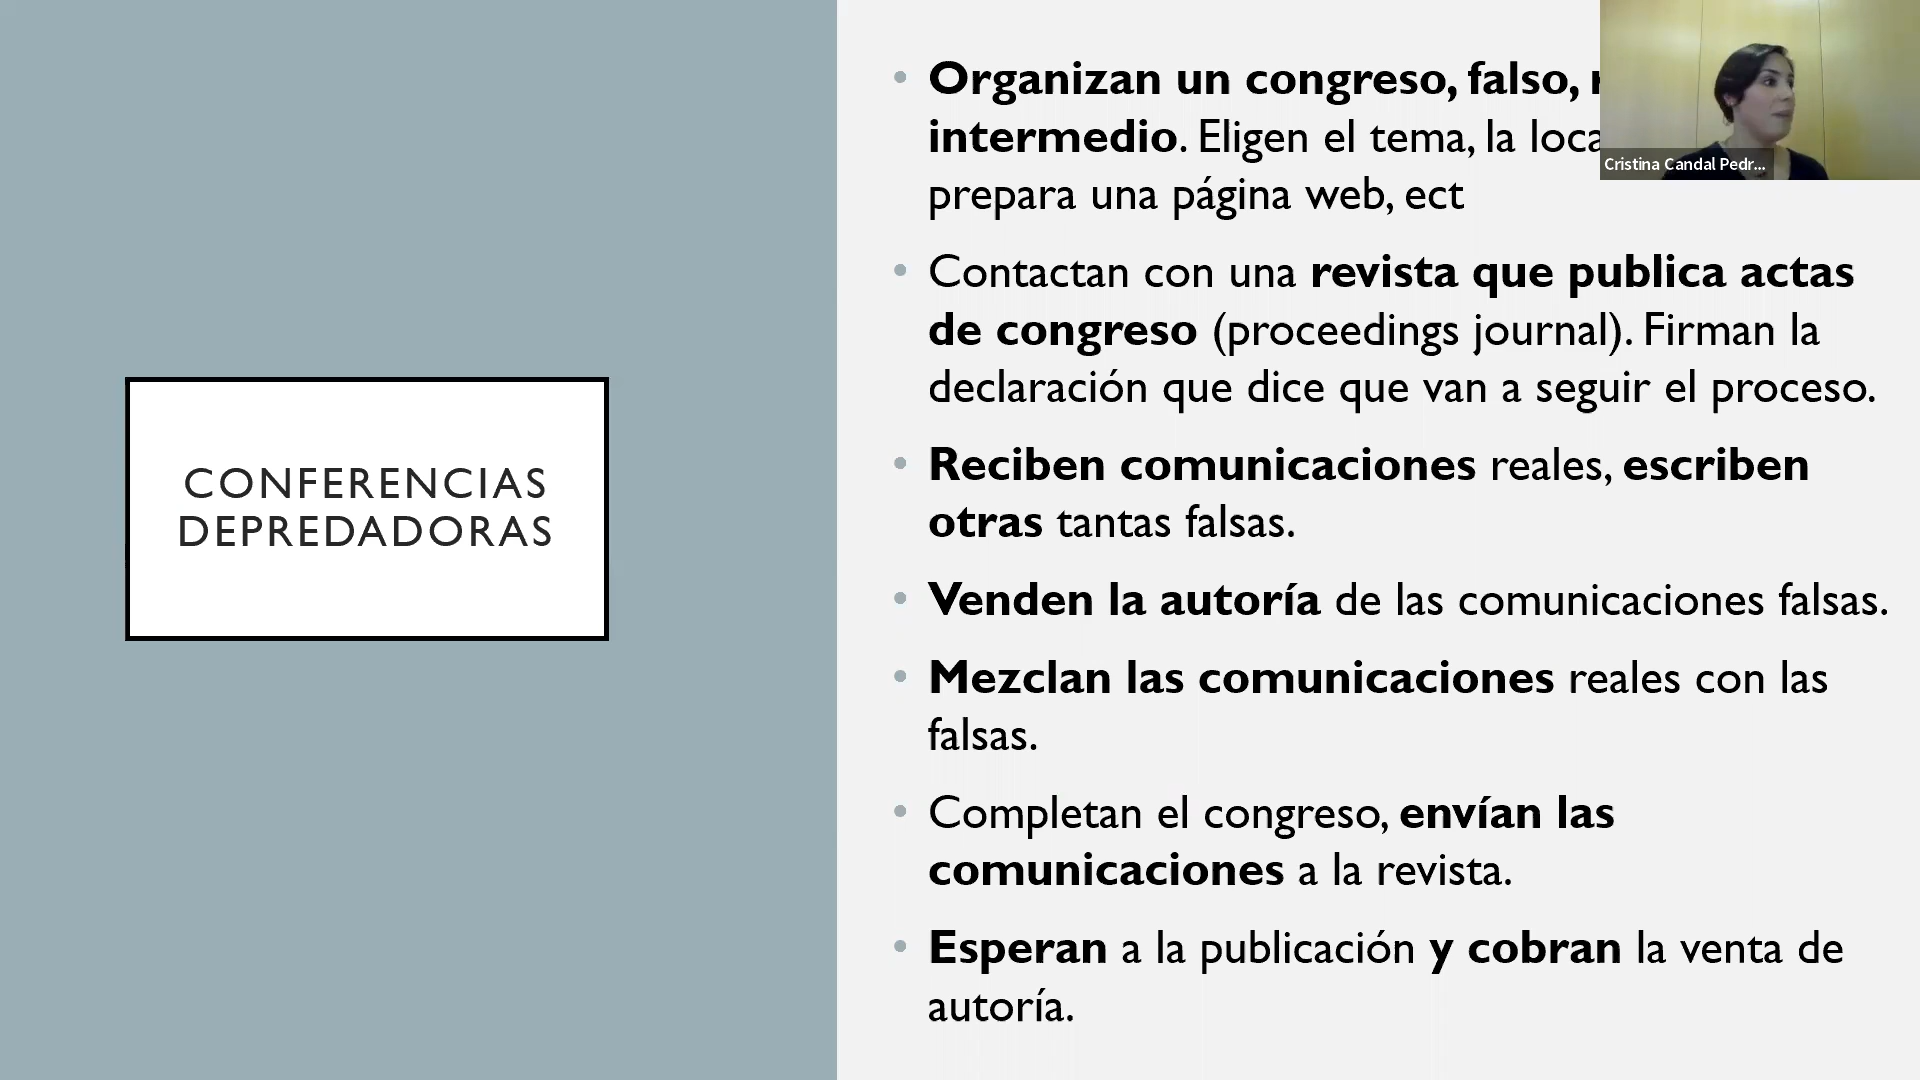 CONFERENCIAS
DEPREDADORAS
• Organizan un congreso, falso,
intermedio. Eligen el tema, la
prepara una página web, ect
• Contactan con una revista que publica actas
de congreso (proceedings journal). Firman la
declaración que dice que van a seguir el proceso.
• Reciben comunicaciones reales, escriben
otras tantas falsas.
• Venden la autoría de las comunicaciones falsas.
• Mezclan las comunicaciones reales con las
falsas.
• Completan el congreso, envían las
comunicaciones a la revista.
• Esperan a la publicación y cobran la venta de
autoría.
Cristina Candal Pedr...